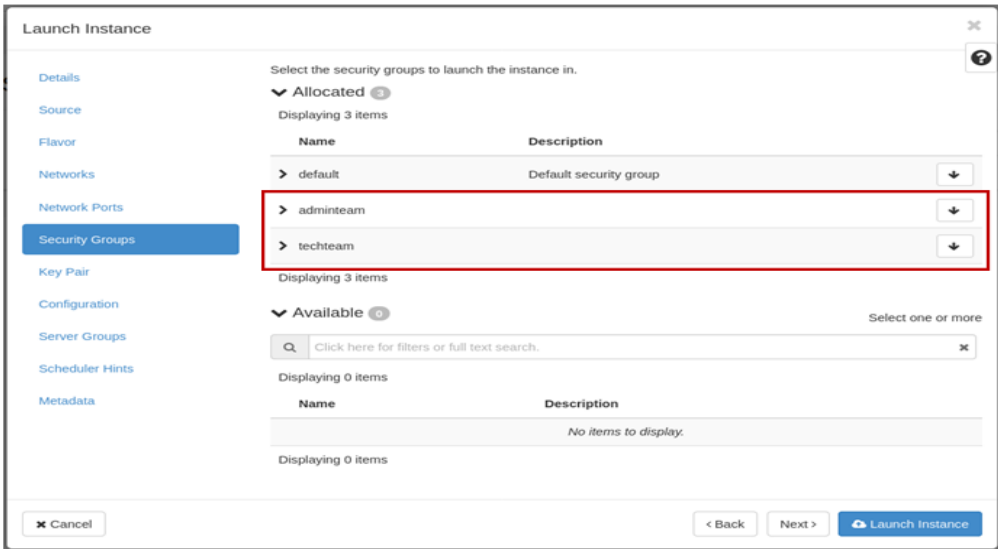 Launch Instance
Details
Source
Flavor
Networks
Network Ports
Security Groups
Key Pair
Configuration
Server Groups
Scheduler Hints
Metadata
Select the security groups to launch the instance in.
Allocated 3
Displaying 3 items
Name Description
default Default security group
adminteam
techteam
Displaying 3 items
Available 0
Select one or more
Click here for filters or full text search.
Displaying 0 items
Name Description
No items to display.
Displaying 0 items
Cancel
< Back
Next >
Launch Instance